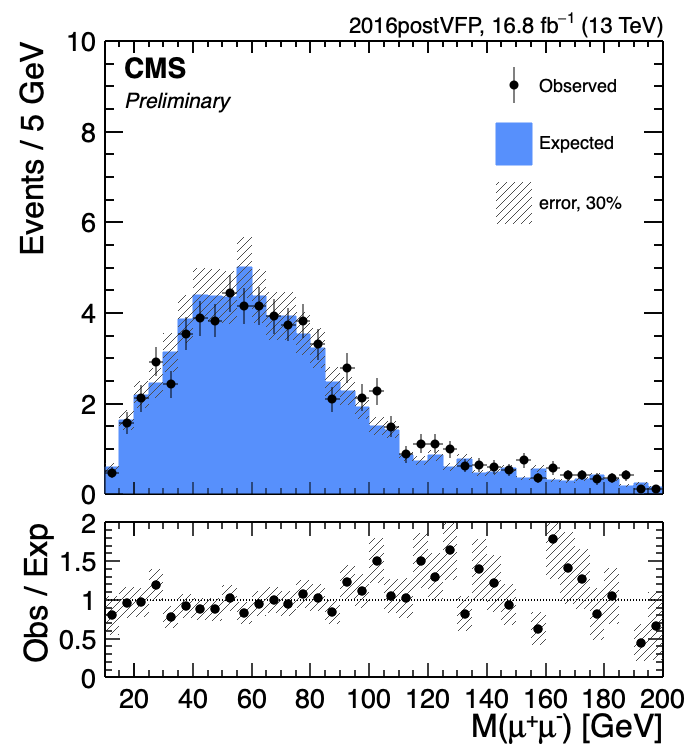 2016postVFP, 16.8 fb⁻¹ (13 TeV)
CMS
Preliminary
Observed
Expected
error, 30%
Events / 5 GeV
10
8
6
4
2
0
Obs / Exp
2
1.5
1
0.5
0
20 40 60 80 100 120 140 160 180 200
M(μ⁺μ⁻) [GeV]